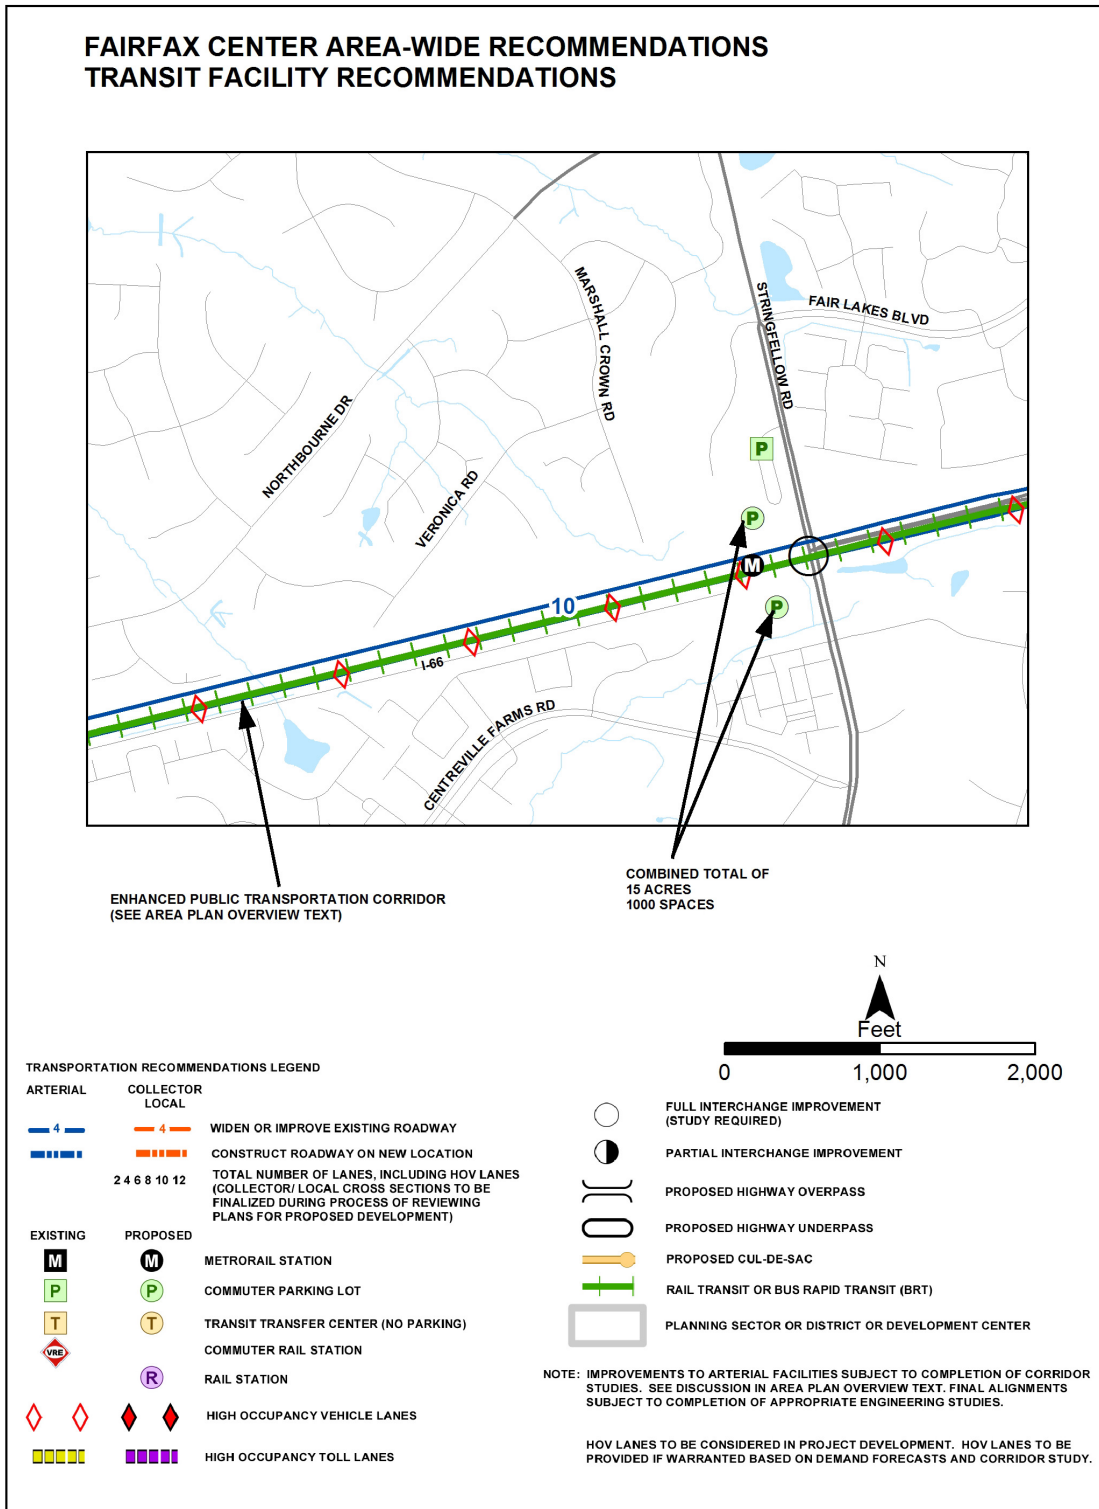 FAIRFAX CENTER AREA-WIDE RECOMMENDATIONS
TRANSIT FACILITY RECOMMENDATIONS
MARSHALL CROWN RD
STRINGFELLOW RD
FAIR LAKES BLVD
NORTHBOURNE DR
VERONICA RD
P
P
M
P
10
I-66
CENTREVILLE FARMS RD
ENHANCED PUBLIC TRANSPORTATION CORRIDOR
(SEE AREA PLAN OVERVIEW TEXT)
COMBINED TOTAL OF
15 ACRES
1000 SPACES
N
Feet
0 1,000 2,000
TRANSPORTATION RECOMMENDATIONS LEGEND
ARTERIAL COLLECTOR
LOCAL
4 4 WIDEN OR IMPROVE EXISTING ROADWAY
CONSTRUCT ROADWAY ON NEW LOCATION
2 4 6 8 10 12 TOTAL NUMBER OF LANES, INCLUDING HOV LANES
(COLLECTOR/ LOCAL CROSS SECTIONS TO BE
FINALIZED DURING PROCESS OF REVIEWING
PLANS FOR PROPOSED DEVELOPMENT)
EXISTING PROPOSED
M M METRORAIL STATION
P P COMMUTER PARKING LOT
T T TRANSIT TRANSFER CENTER (NO PARKING)
VRE COMMUTER RAIL STATION
R RAIL STATION
HIGH OCCUPANCY VEHICLE LANES
HIGH OCCUPANCY TOLL LANES
FULL INTERCHANGE IMPROVEMENT
(STUDY REQUIRED)
PARTIAL INTERCHANGE IMPROVEMENT
PROPOSED HIGHWAY OVERPASS
PROPOSED HIGHWAY UNDERPASS
PROPOSED CUL-DE-SAC
RAIL TRANSIT OR BUS RAPID TRANSIT (BRT)
PLANNING SECTOR OR DISTRICT OR DEVELOPMENT CENTER
NOTE: IMPROVEMENTS TO ARTERIAL FACILITIES SUBJECT TO COMPLETION OF CORRIDOR
STUDIES. SEE DISCUSSION IN AREA PLAN OVERVIEW TEXT. FINAL ALIGNMENTS
SUBJECT TO COMPLETION OF APPROPRIATE ENGINEERING STUDIES.
HOV LANES TO BE CONSIDERED IN PROJECT DEVELOPMENT. HOV LANES TO BE
PROVIDED IF WARRANTED BASED ON DEMAND FORECASTS AND CORRIDOR STUDY.